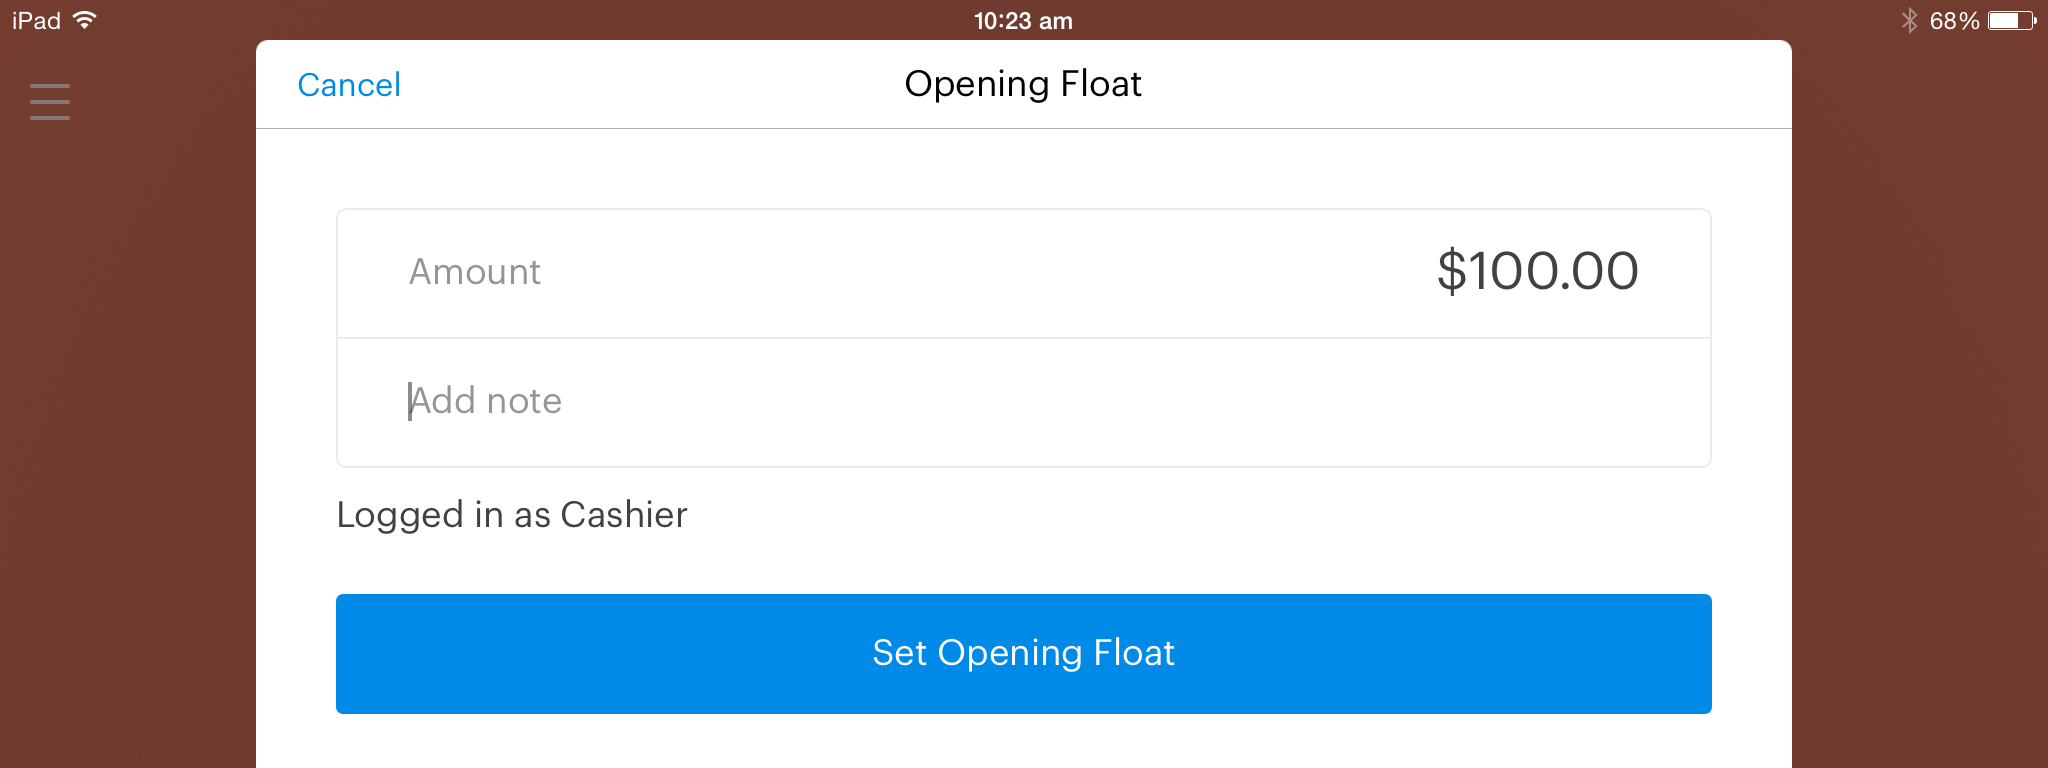 iPad 10:23 am 68%
Cancel Opening Float
Amount $100.00
Add note
Logged in as Cashier
Set Opening Float